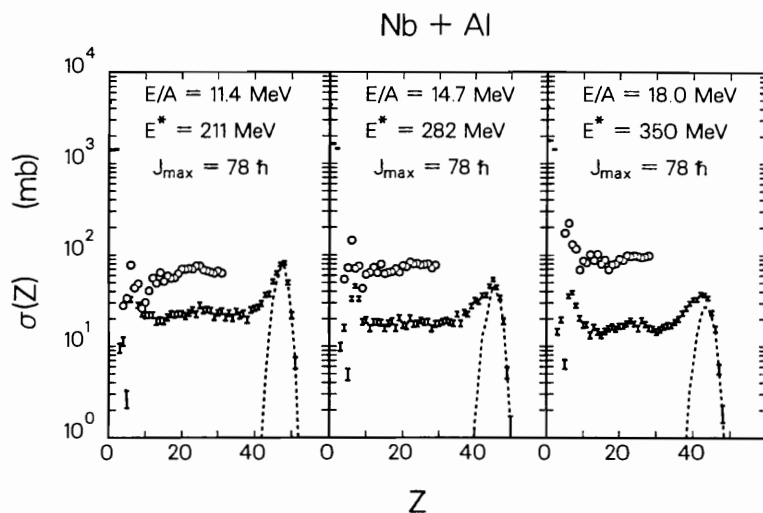 Nb + Al
10⁴
10³
10²
10¹
10⁰
σ(Z) (mb)
E/A = 11.4 MeV
E* = 211 MeV
Jmax = 78 ħ
E/A = 14.7 MeV
E* = 282 MeV
Jmax = 78 ħ
E/A = 18.0 MeV
E* = 350 MeV
Jmax = 78 ħ
0 20 40 0 20 40 0 20 40
Z